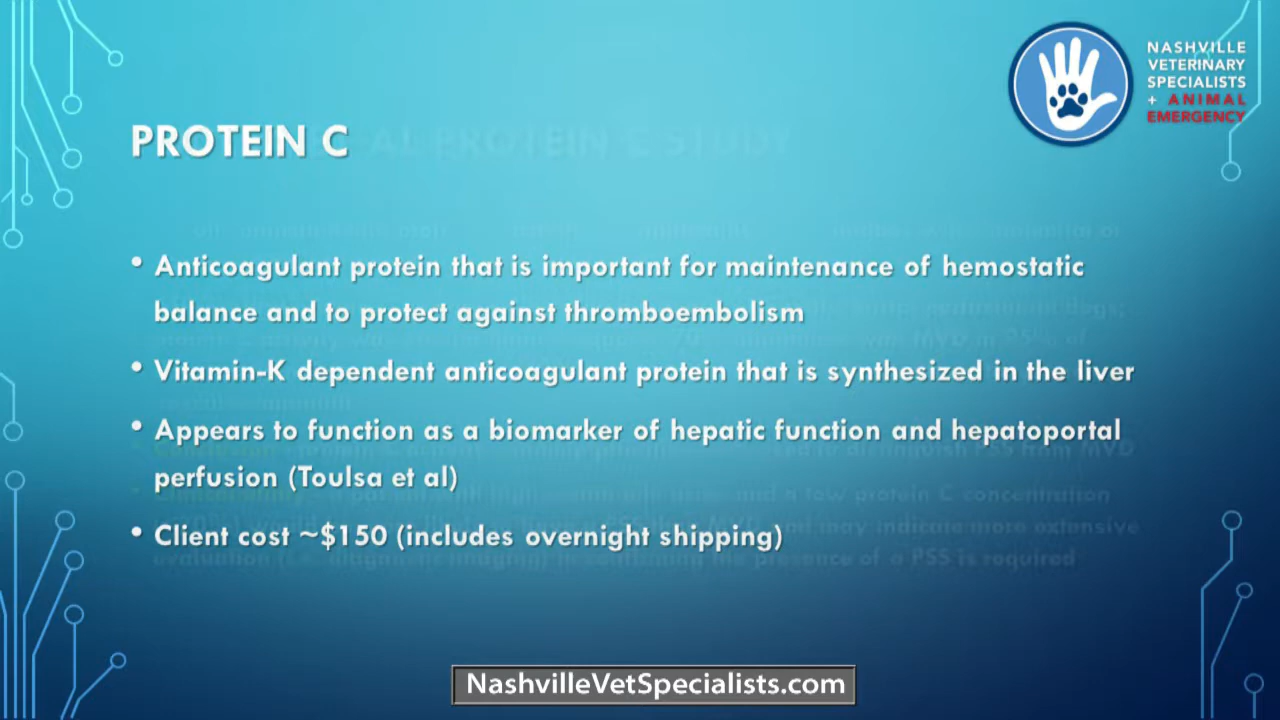 NASHVILLE
VETERINARY
SPECIALISTS
+ ANIMAL
EMERGENCY
PROTEIN C
• Anticoagulant protein that is important for maintenance of hemostatic
balance and to protect against thromboembolism
• Vitamin-K dependent anticoagulant protein that is synthesized in the liver
• Appears to function as a biomarker of hepatic function and hepatoportal
perfusion (Toulsa et al)
• Client cost ~$150 (includes overnight shipping)
NashvilleVetSpecialists.com